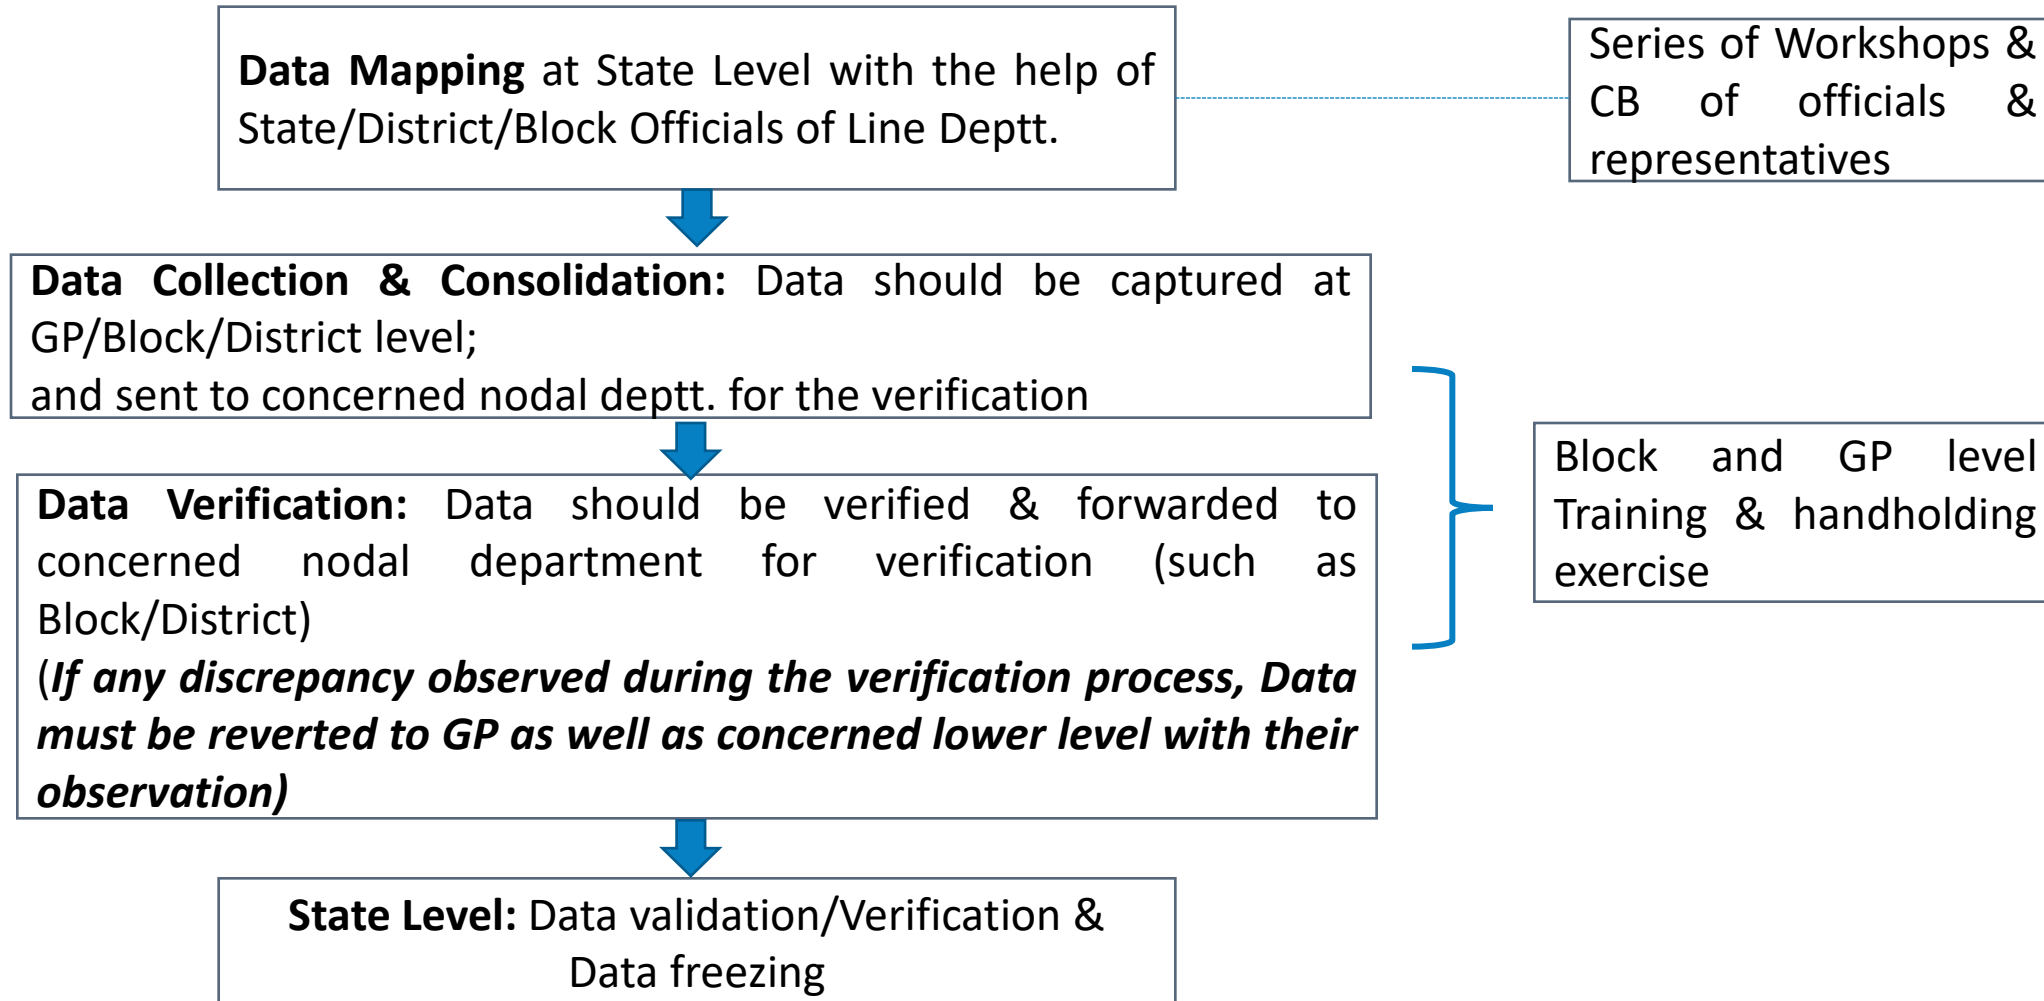 Data Mapping at State Level with the help of
State/District/Block Officials of Line Deptt.
Series of Workshops &
CB of officials &
representatives
Data Collection & Consolidation: Data should be captured at
GP/Block/District level;
and sent to concerned nodal deptt. for the verification
Data Verification: Data should be verified & forwarded to
concerned nodal department for verification (such as
Block/District)
(If any discrepancy observed during the verification process, Data
must be reverted to GP as well as concerned lower level with their
observation)
Block and GP level
Training & handholding
exercise
State Level: Data validation/Verification &
Data freezing